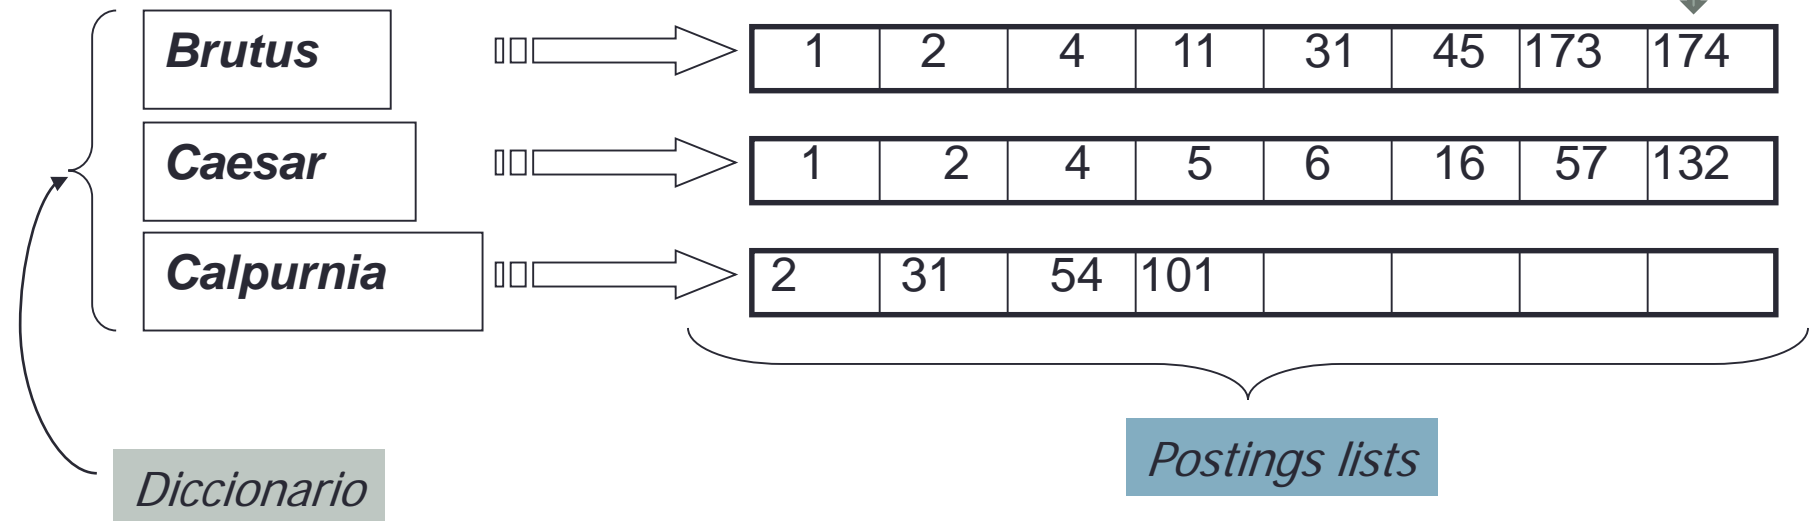 Brutus 1 2 4 11 31 45 173 174
Caesar 1 2 4 5 6 16 57 132
Calpurnia 2 31 54 101
Postings lists
Diccionario